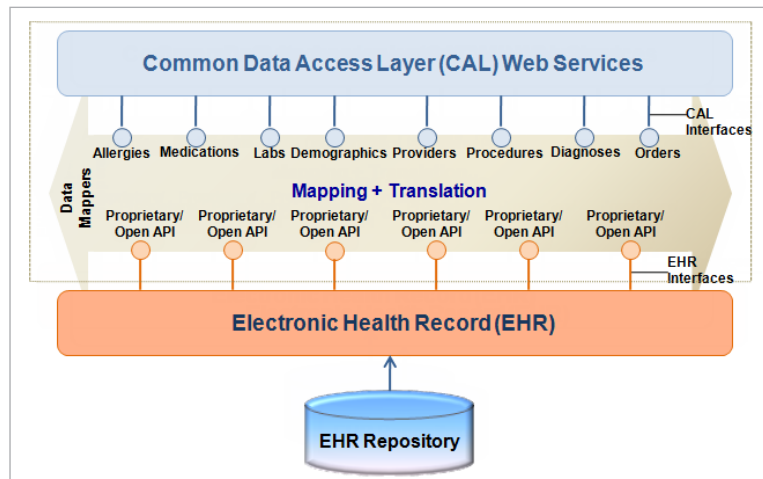 Common Data Access Layer (CAL) Web Services
CAL
Interfaces
Allergies Medications Labs Demographics Providers Procedures Diagnoses Orders
Data
Mappers
Mapping + Translation
Proprietary/ Proprietary/ Proprietary/ Proprietary/ Proprietary/ Proprietary/
Open API Open API Open API Open API Open API Open API
EHR
Interfaces
Electronic Health Record (EHR)
EHR Repository